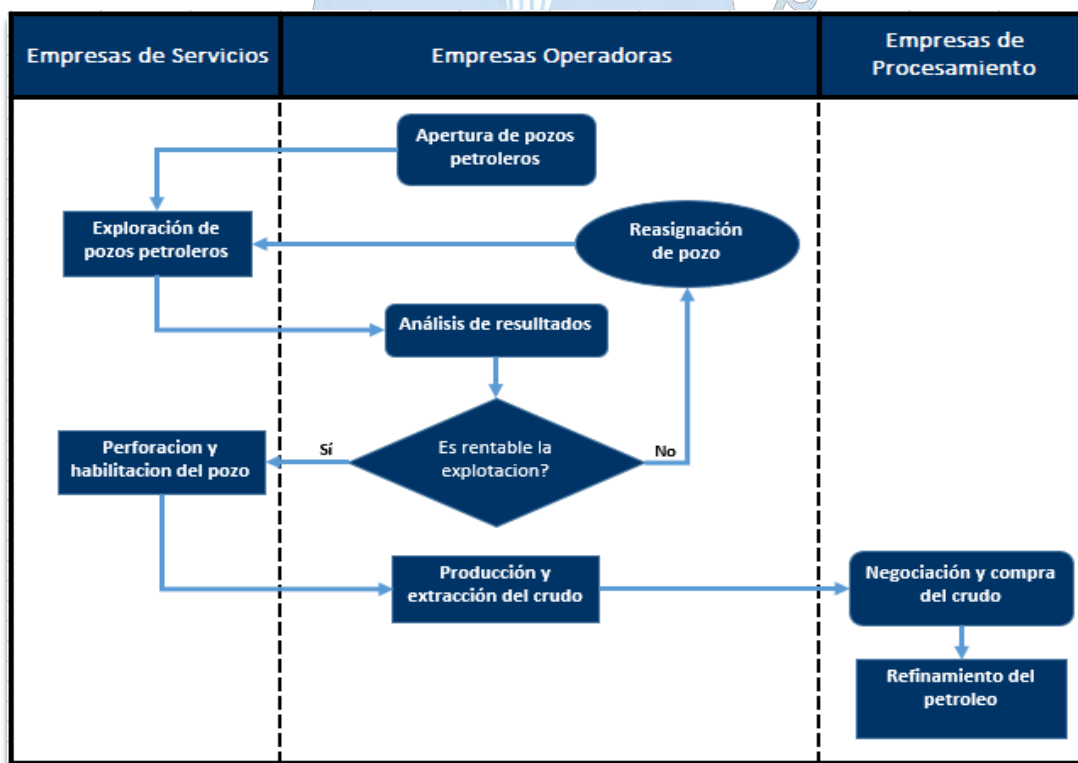 Empresas de Servicios
Empresas Operadoras
Empresas de
Procesamiento
Apertura de pozos
petroleros
Exploración de
pozos petroleros
Reasignación
de pozo
Análisis de resulltados
Es rentable la
explotacion?
Sí
No
Perforacion y
habilitacion del pozo
Producción y
extracción del crudo
Negociación y compra
del crudo
Refinamiento del
petroleo